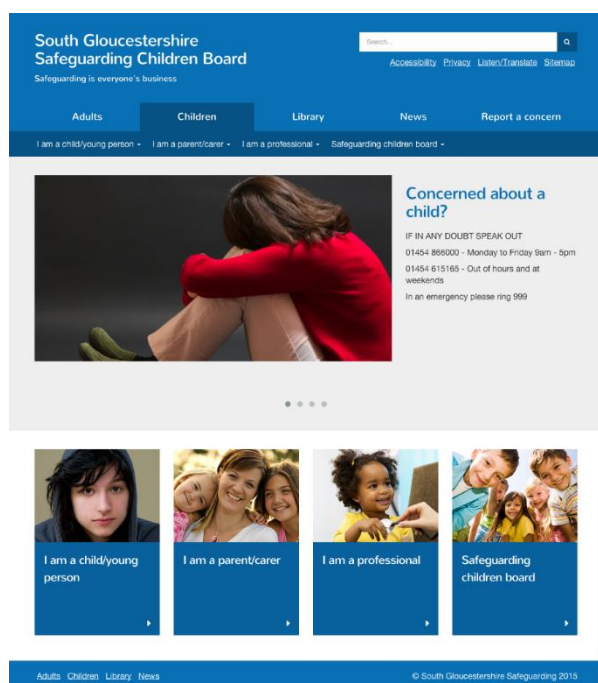 South Gloucestershire
Safeguarding Children Board
Safeguarding is everyone's business
Search...
Accessibility Privacy Listen/Translate Sitemap
Adults Children Library News Report a concern
I am a child/young person I am a parent/carer I am a professional Safeguarding children board
Concerned about a
child?
IF IN ANY DOUBT SPEAK OUT
01454 866000 - Monday to Friday 9am - 5pm
01454 615165 - Out of hours and at
weekends
In an emergency please ring 999
I am a child/young
person
I am a parent/carer
I am a professional
Safeguarding
children board
Adults Children Library News
© South Gloucestershire Safeguarding 2015